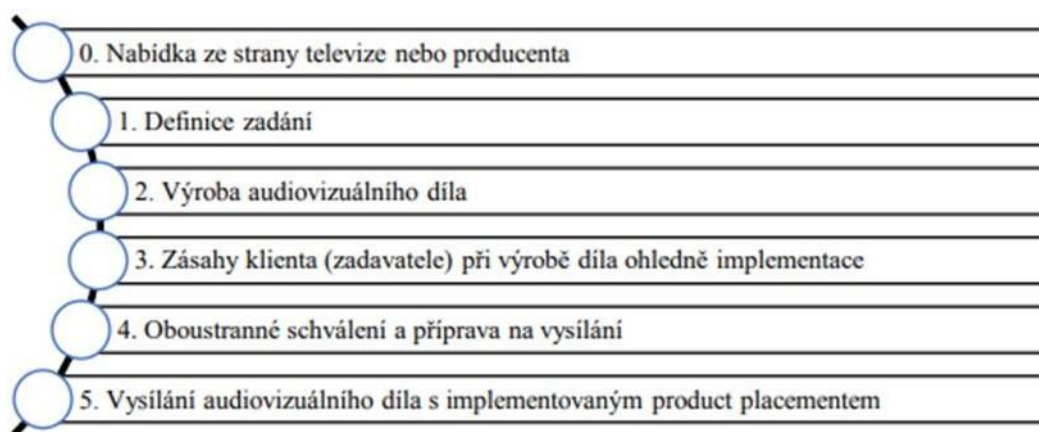 0. Nabídka ze strany televize nebo producenta
1. Definice zadání
2. Výroba audiovizuálního díla
3. Zásahy klienta (zadavatele) při výrobě díla ohledně implementace
4. Oboustranné schválení a příprava na vysílání
5. Vysílání audiovizuálního díla s implementovaným product placementem